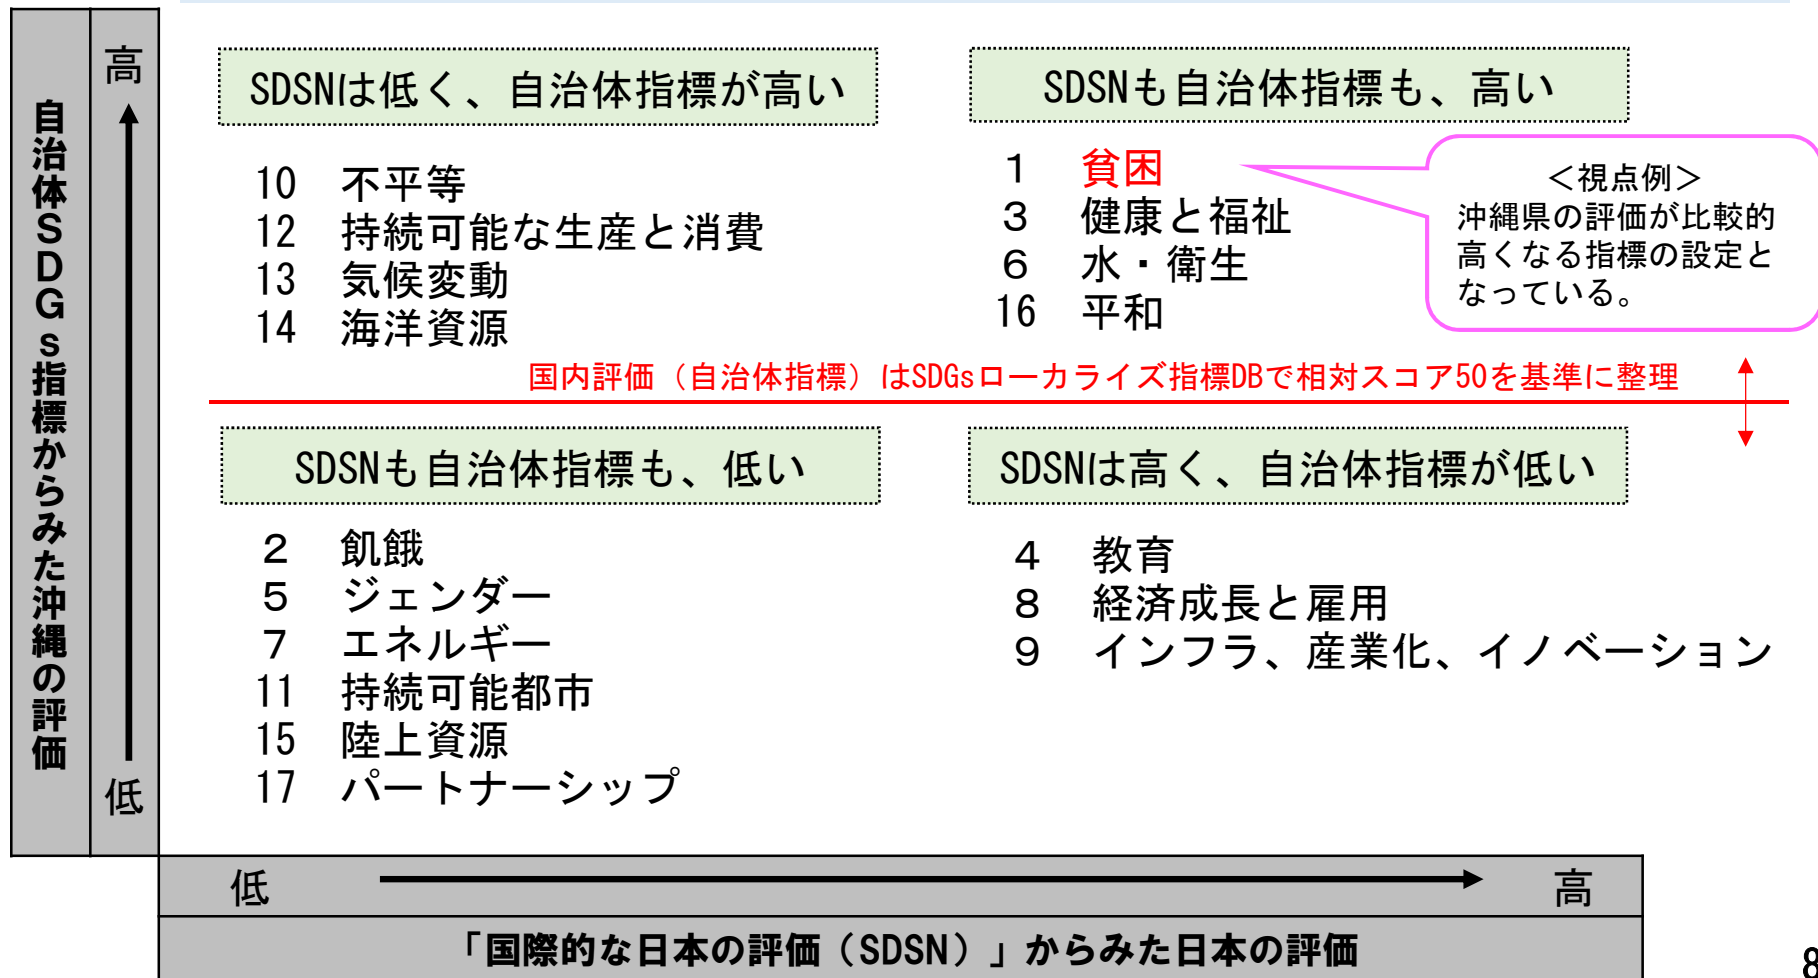 自治体SDGs指標からみた沖縄の評価
高
低
SDSNは低く、自治体指標が高い
10 不平等
12 持続可能な生産と消費
13 気候変動
14 海洋資源
SDSNも自治体指標も、高い
1 貧困
3 健康と福祉
6 水・衛生
16 平和
＜視点例＞
沖縄県の評価が比較的
高くなる指標の設定と
なっている。
国内評価（自治体指標）はSDGsローカライズ指標DBで相対スコア50を基準に整理
SDSNも自治体指標も、低い
2 飢餓
5 ジェンダー
7 エネルギー
11 持続可能都市
15 陸上資源
17 パートナーシップ
SDSNは高く、自治体指標が低い
4 教育
8 経済成長と雇用
9 インフラ、産業化、イノベーション
低
高
「国際的な日本の評価（SDSN）」からみた日本の評価
8